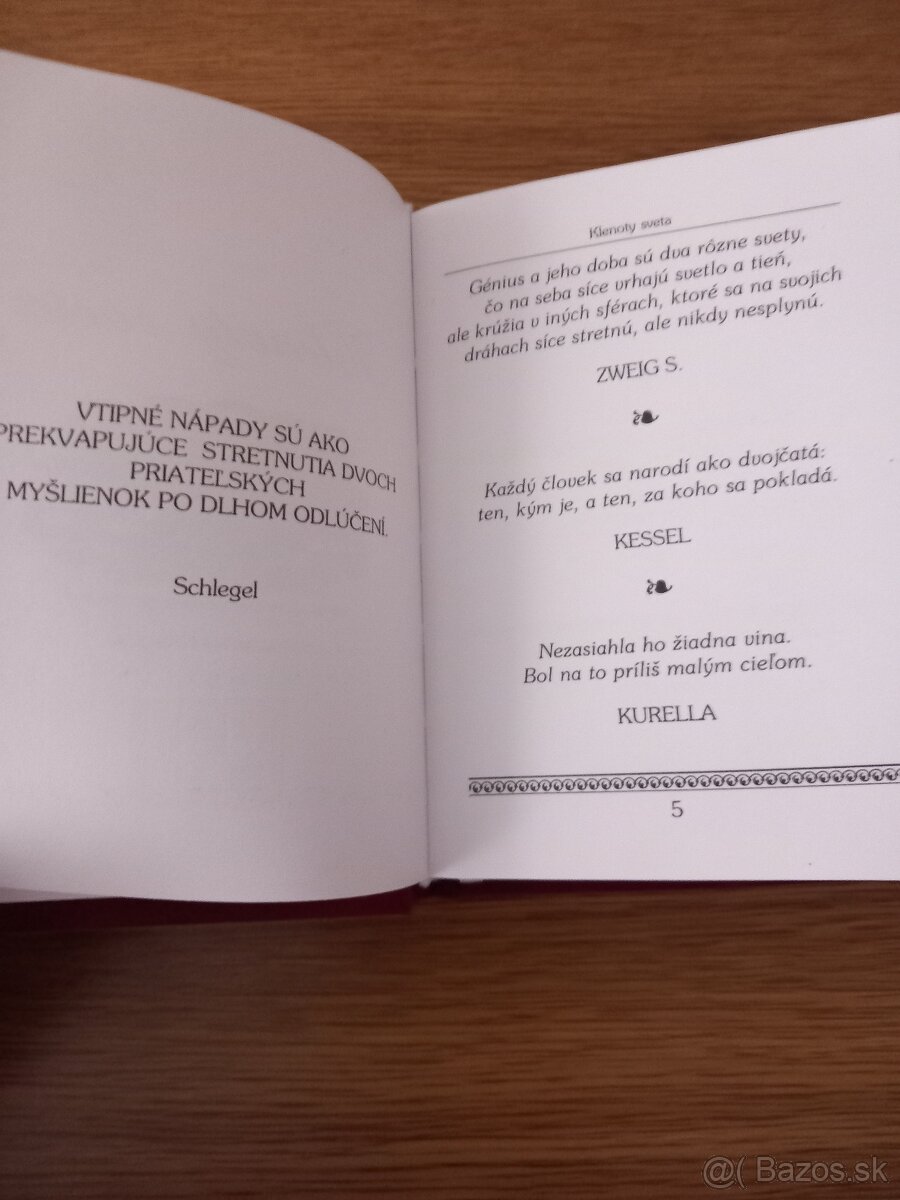 VTIPNÉ NÁPADY SÚ AKO
PREKVAPUJÚCE STRETNUTIA DVOCH
PRIATEĽSKÝCH
MYŠLIENOK PO DLHOM ODLÚČENÍ.
Schlegel
Klenoty sveta
Génius a jeho doba sú dva rôzne svety,
čo na seba síce vrhajú svetlo a tieň,
ale krúžia v iných sférach, ktoré sa na svojich
dráhach síce stretnú, ale nikdy nesplynú.
ZWEIG S.
Každý človek sa narodí ako dvojčatá:
ten, kým je, a ten, za koho sa pokladá.
KESSEL
Nezasiahla ho žiadna vina.
Bol na to príliš malým cieľom.
KURELLA
5
@( Bazos.sk